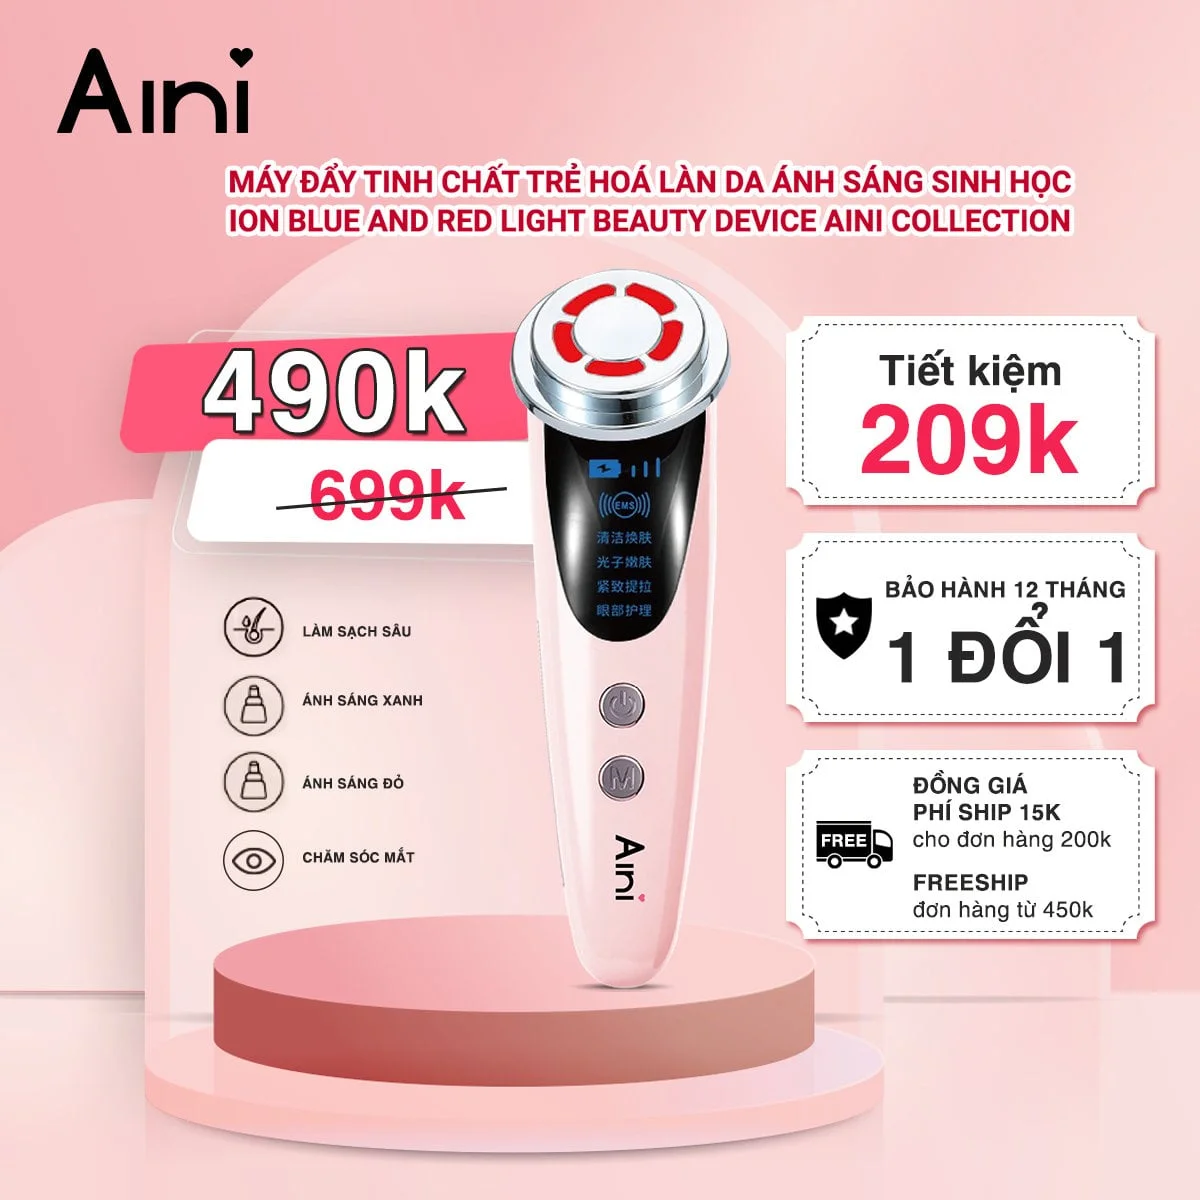 Aini
MÁY ĐẨY TINH CHẤT TRẺ HOÁ LÀN DA ÁNH SÁNG SINH HỌC
ION BLUE AND RED LIGHT BEAUTY DEVICE AINI COLLECTION
490k
699k
LÀM SẠCH SÂU
ÁNH SÁNG XANH
ÁNH SÁNG ĐỎ
CHĂM SÓC MẮT
EMS
清洁焕肤
光子嫩肤
紧致提拉
眼部护理
M
Aini
Tiết kiệm
209k
BẢO HÀNH 12 THÁNG
1 ĐỔI 1
FREE
ĐỒNG GIÁ
PHÍ SHIP 15K
cho đơn hàng 200k
FREESHIP
đơn hàng từ 450k